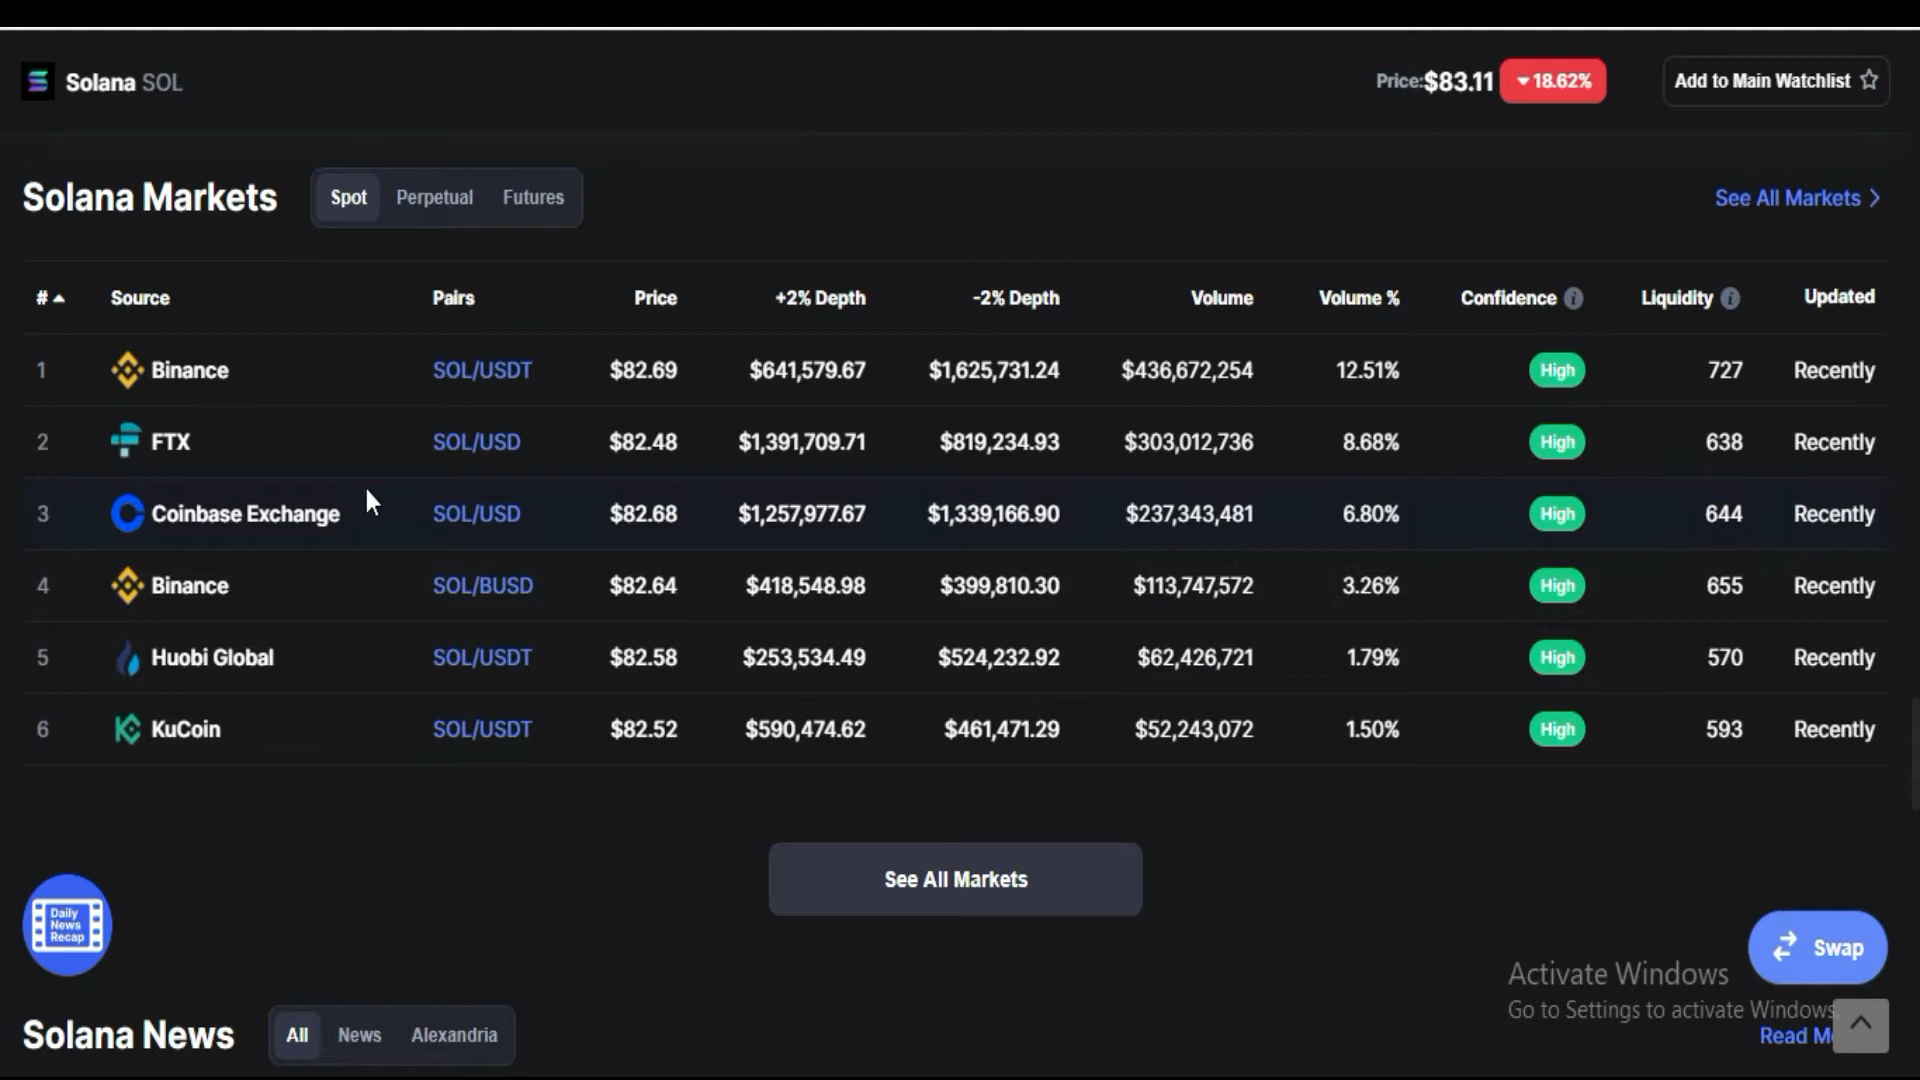 Solana SOL
Price:$83.11 18.62% Add to Main Watchlist
Solana Markets Spot Perpetual Futures See All Markets
# Source Pairs Price +2% Depth -2% Depth Volume Volume % Confidence Liquidity Updated
1 Binance SOL/USDT $82.69 $641,579.67 $1,625,731.24 $436,672,254 12.51% High 727 Recently
2 FTX SOL/USD $82.48 $1,391,709.71 $819,234.93 $303,012,736 8.68% High 638 Recently
3 Coinbase Exchange SOL/USD $82.68 $1,257,977.67 $1,339,166.90 $237,343,481 6.80% High 644 Recently
4 Binance SOL/BUSD $82.64 $418,548.98 $399,810.30 $113,747,572 3.26% High 655 Recently
5 Huobi Global SOL/USDT $82.58 $253,534.49 $524,232.92 $62,426,721 1.79% High 570 Recently
6 KuCoin SOL/USDT $82.52 $590,474.62 $461,471.29 $52,243,072 1.50% High 593 Recently
See All Markets
Daily
News
Recap
Swap
Activate Windows
Go to Settings to activate Windows.
Solana News All News Alexandria Read